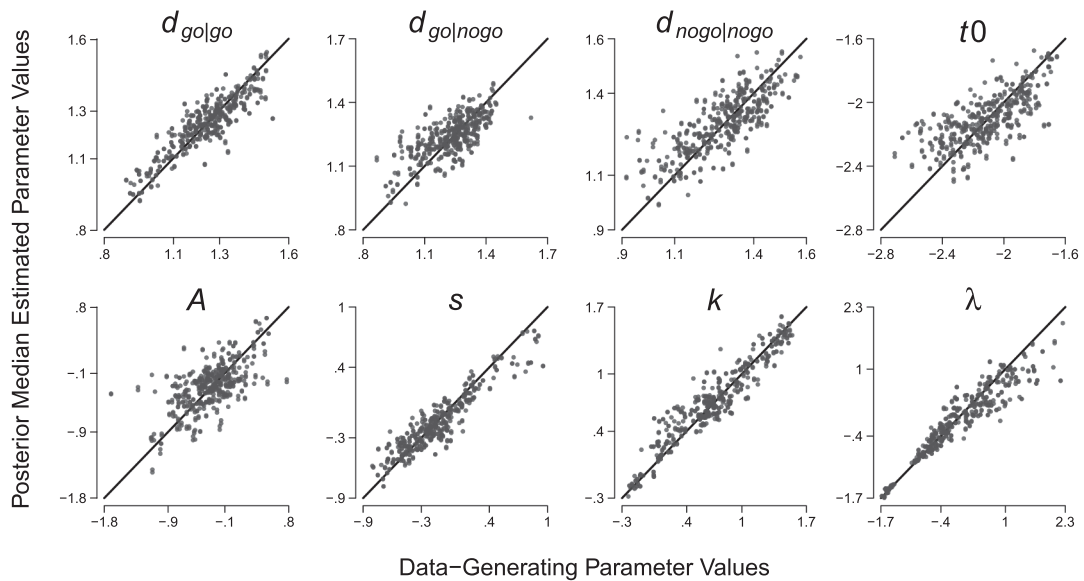 Posterior Median Estimated Parameter Values
d go|go
1.6
1.3
1.1
.8
.8 1.1 1.3 1.6
d go|nogo
1.7
1.4
1.1
.8
.8 1.1 1.4 1.7
d nogo|nogo
1.6
1.4
1.1
.9
.9 1.1 1.4 1.6
t0
−1.6
−2
−2.4
−2.8
−2.8 −2.4 −2 −1.6
A
.8
−.1
−.9
−1.8
−1.8 −.9 −.1 .8
s
1
.4
−.3
−.9
−.9 −.3 .4 1
k
1.7
1
.4
−.3
−.3 .4 1 1.7
λ
2.3
1
−.4
−1.7
−1.7 −.4 1 2.3
Data−Generating Parameter Values